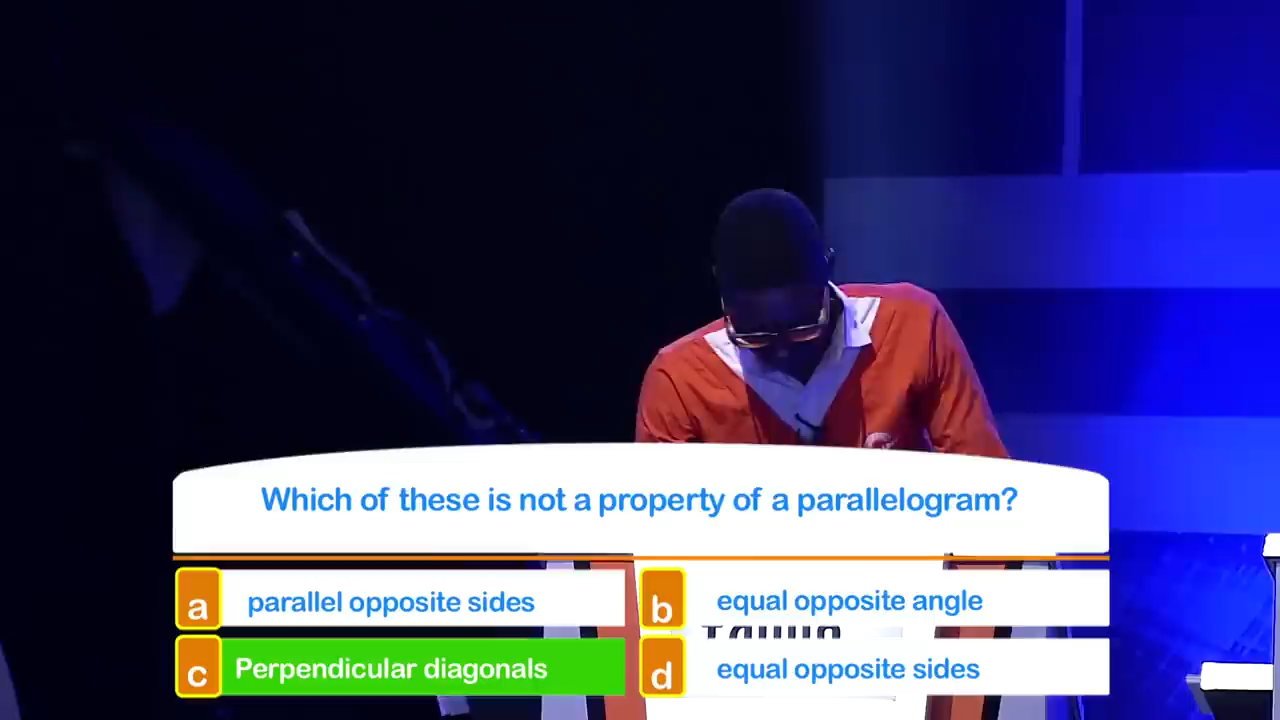 Which of these is not a property of a parallelogram?
a parallel opposite sides
b equal opposite angle
c Perpendicular diagonals
d equal opposite sides